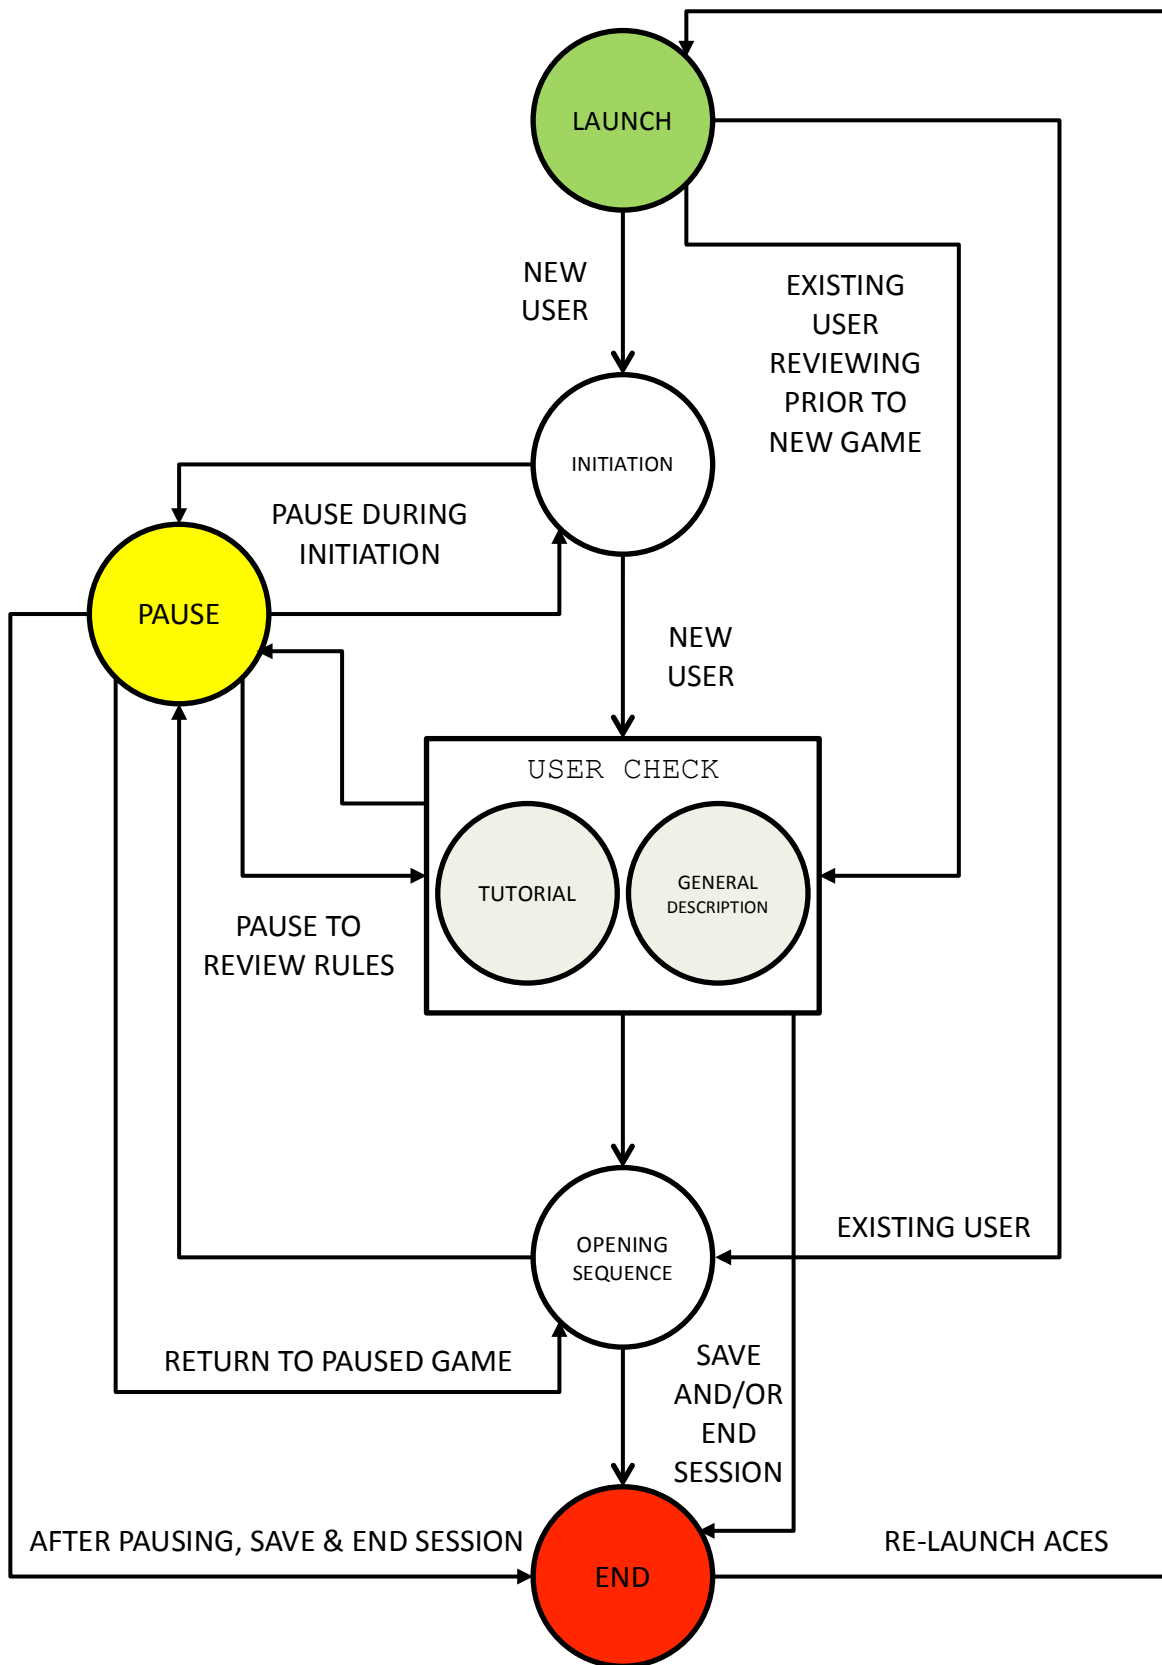 LAUNCH
NEW
USER
EXISTING
USER
REVIEWING
PRIOR TO
NEW GAME
INITIATION
PAUSE DURING
INITIATION
PAUSE
NEW
USER
USER CHECK
TUTORIAL
GENERAL
DESCRIPTION
PAUSE TO
REVIEW RULES
OPENING
SEQUENCE
EXISTING USER
RETURN TO PAUSED GAME
SAVE
AND/OR
END
SESSION
AFTER PAUSING, SAVE & END SESSION
END
RE-LAUNCH ACES